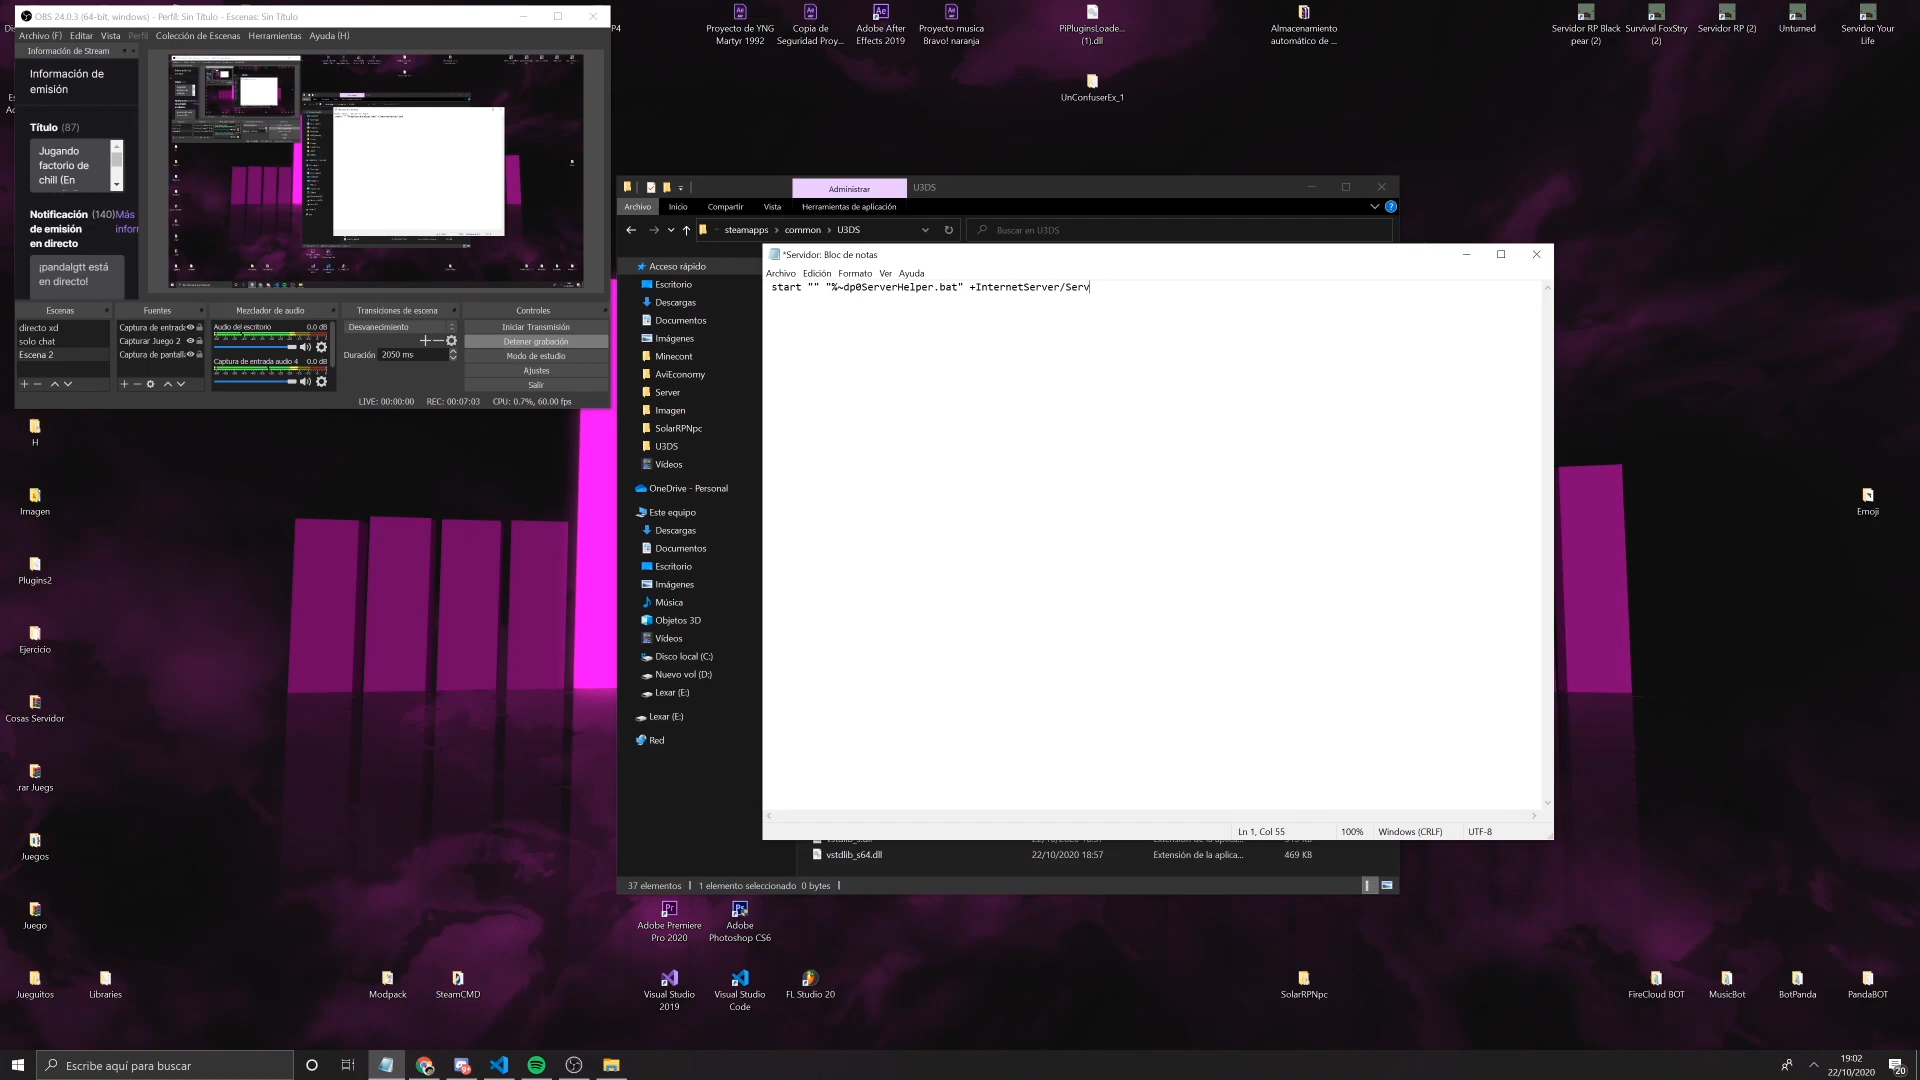 OBS 24.0.3 (64-bit, windows) - Perfil: Sin Título - Escenas: Sin Título
Archivo (F) Editar Vista Perfil Colección de Escenas Herramientas Ayuda (H)
Información de Stream
Información de
emisión
Título (87)
Jugando
factorio de
chill (En
Notificación (140) Más
de emisión infor
en directo
¡pandalgtt está
en directo!
Escenas
directo xd
solo chat
Escena 2
Fuentes
Captura de entrad
Capturar Juego 2
Captura de pantall
Mezclador de audio
Audio del escritorio 0.0 dB
Captura de entrada audio 4 0.0 dB
Transiciones de escena
Desvanecimiento
Duración 2050 ms
Controles
Iniciar Transmisión
Detener grabación
Modo de estudio
Ajustes
Salir
LIVE: 00:00:00 REC: 00:07:03 CPU: 0.7%, 60.00 fps
P4
Proyecto de YNG
Martyr 1992
Copia de
Seguridad Proy...
Adobe After
Effects 2019
Proyecto musica
Bravo! naranja
PiPluginsLoade...
(1).dll
Almacenamiento
automático de ...
Servidor RP Black
pear (2)
Survival FoxStry
(2)
Servidor RP (2)
Unturned
Servidor Your
Life
UnConfuserEx_1
Administrar
U3DS
Archivo Inicio Compartir Vista Herramientas de aplicación
steamapps > common > U3DS
Buscar en U3DS
Acceso rápido
Escritorio
Descargas
Documentos
Imágenes
Minecont
AviEconomy
Server
Imagen
SolarRPNpc
U3DS
Vídeos
OneDrive - Personal
Este equipo
Descargas
Documentos
Escritorio
Imágenes
Música
Objetos 3D
Vídeos
Disco local (C:)
Nuevo vol (D:)
Lexar (E:)
Lexar (E:)
Red
*Servidor: Bloc de notas
Archivo Edición Formato Ver Ayuda
start "" "%~dp0ServerHelper.bat" +InternetServer/Serv
Ln 1, Col 55 100% Windows (CRLF) UTF-8
vstdlib_s64.dll 22/10/2020 18:57 Extensión de la aplica... 469 KB
37 elementos 1 elemento seleccionado 0 bytes
H
Imagen
Plugins2
Ejercicio
Cosas Servidor
.rar Juegs
Juegos
Juego
Jueguitos
Libraries
Modpack
SteamCMD
Adobe Premiere
Pro 2020
Adobe
Photoshop CS6
Visual Studio
2019
Visual Studio
Code
FL Studio 20
SolarRPNpc
Emoji
FireCloud BOT
MusicBot
BotPanda
PandaBOT
Escribe aquí para buscar
19:02
22/10/2020
20